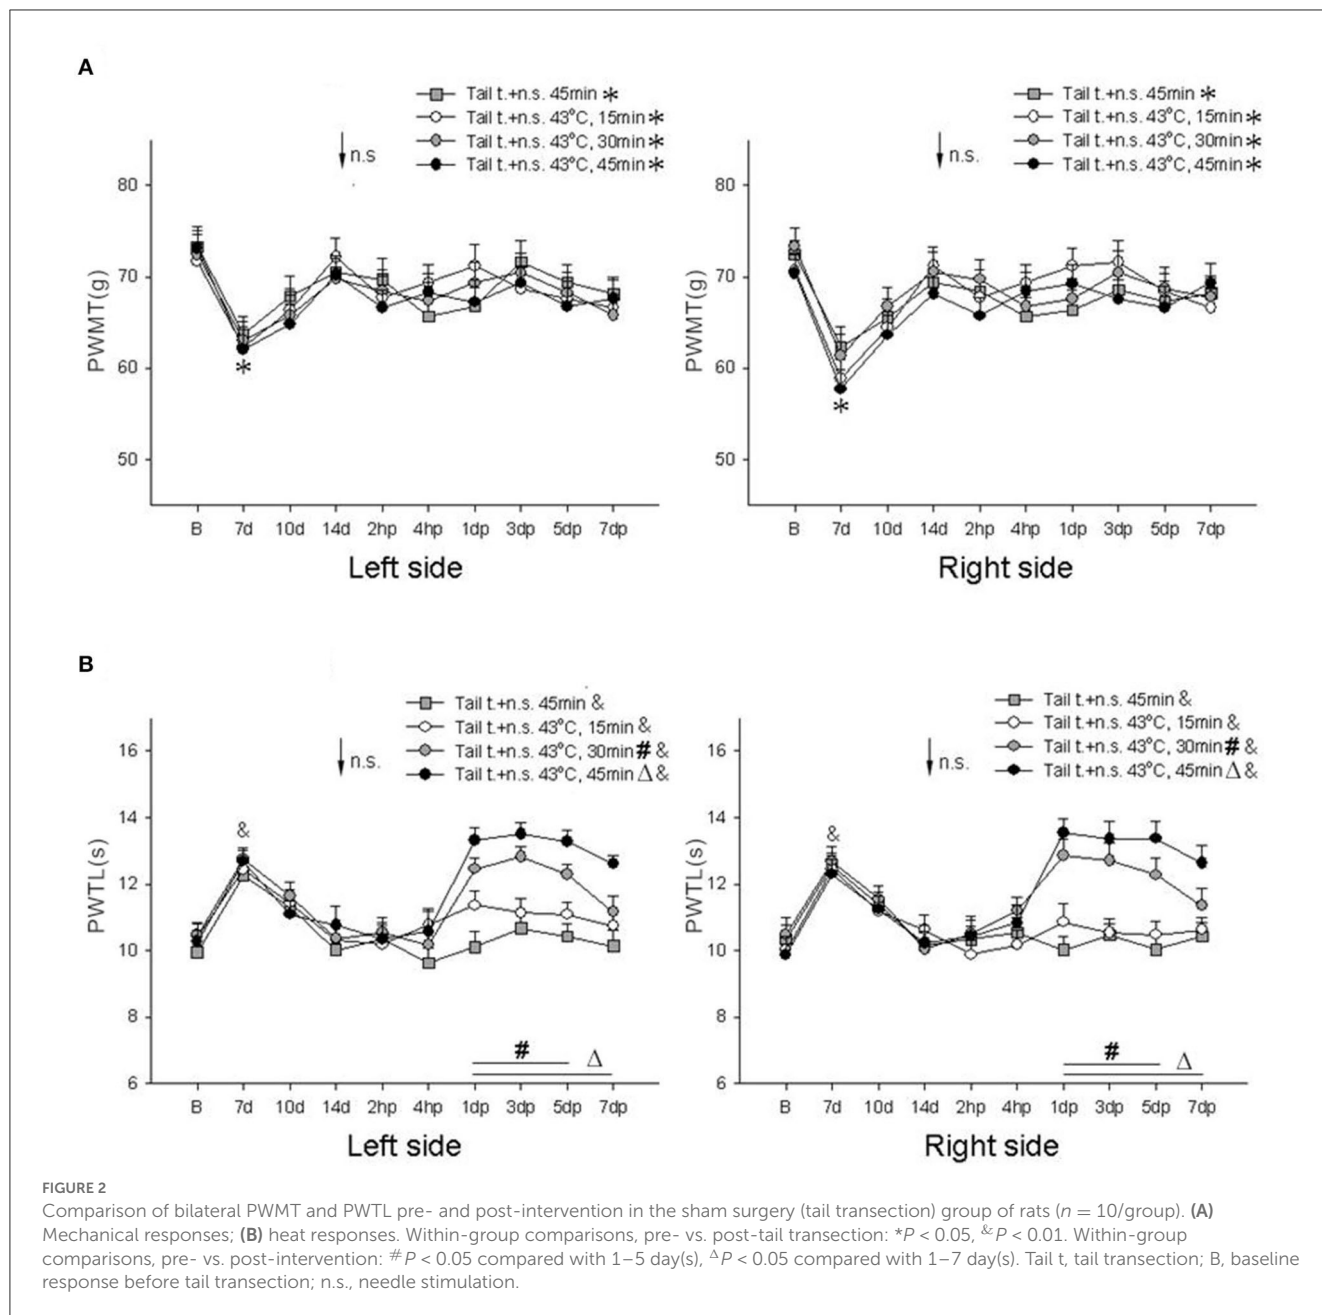 A
Tail t.+n.s. 45min *
Tail t.+n.s. 43°C, 15min *
Tail t.+n.s. 43°C, 30min *
Tail t.+n.s. 43°C, 45min *
n.s
PWMT(g)
80
70
60
50
*
B 7d 10d 14d 2hp 4hp 1dp 3dp 5dp 7dp
Left side
Tail t.+n.s. 45min *
Tail t.+n.s. 43°C, 15min *
Tail t.+n.s. 43°C, 30min *
Tail t.+n.s. 43°C, 45min *
n.s.
PWMT(g)
80
70
60
50
*
B 7d 10d 14d 2hp 4hp 1dp 3dp 5dp 7dp
Right side
B
Tail t.+n.s. 45min &
Tail t.+n.s. 43°C, 15min &
Tail t.+n.s. 43°C, 30min # &
Tail t.+n.s. 43°C, 45min Δ &
n.s.
PWTL(s)
16
14
12
10
8
6
&
# Δ
B 7d 10d 14d 2hp 4hp 1dp 3dp 5dp 7dp
Left side
Tail t.+n.s. 45min &
Tail t.+n.s. 43°C, 15min &
Tail t.+n.s. 43°C, 30min # &
Tail t.+n.s. 43°C, 45min Δ &
n.s.
PWTL(s)
16
14
12
10
8
6
&
# Δ
B 7d 10d 14d 2hp 4hp 1dp 3dp 5dp 7dp
Right side
FIGURE 2
Comparison of bilateral PWMT and PWTL pre- and post-intervention in the sham surgery (tail transection) group of rats (n = 10/group). (A)
Mechanical responses; (B) heat responses. Within-group comparisons, pre- vs. post-tail transection: *P < 0.05, &P < 0.01. Within-group
comparisons, pre- vs. post-intervention: #P < 0.05 compared with 1–5 day(s), ΔP < 0.05 compared with 1–7 day(s). Tail t, tail transection; B, baseline
response before tail transection; n.s., needle stimulation.